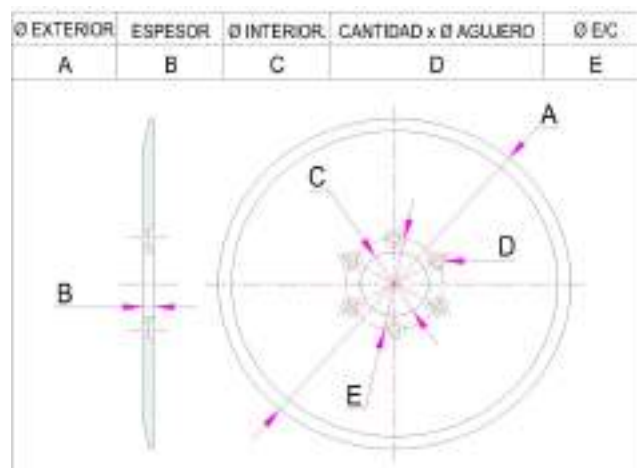 Ø EXTERIOR ESPESOR Ø INTERIOR. CANTIDAD x Ø AGUJERO Ø E/C
A B C D E
A
C
D
B
E